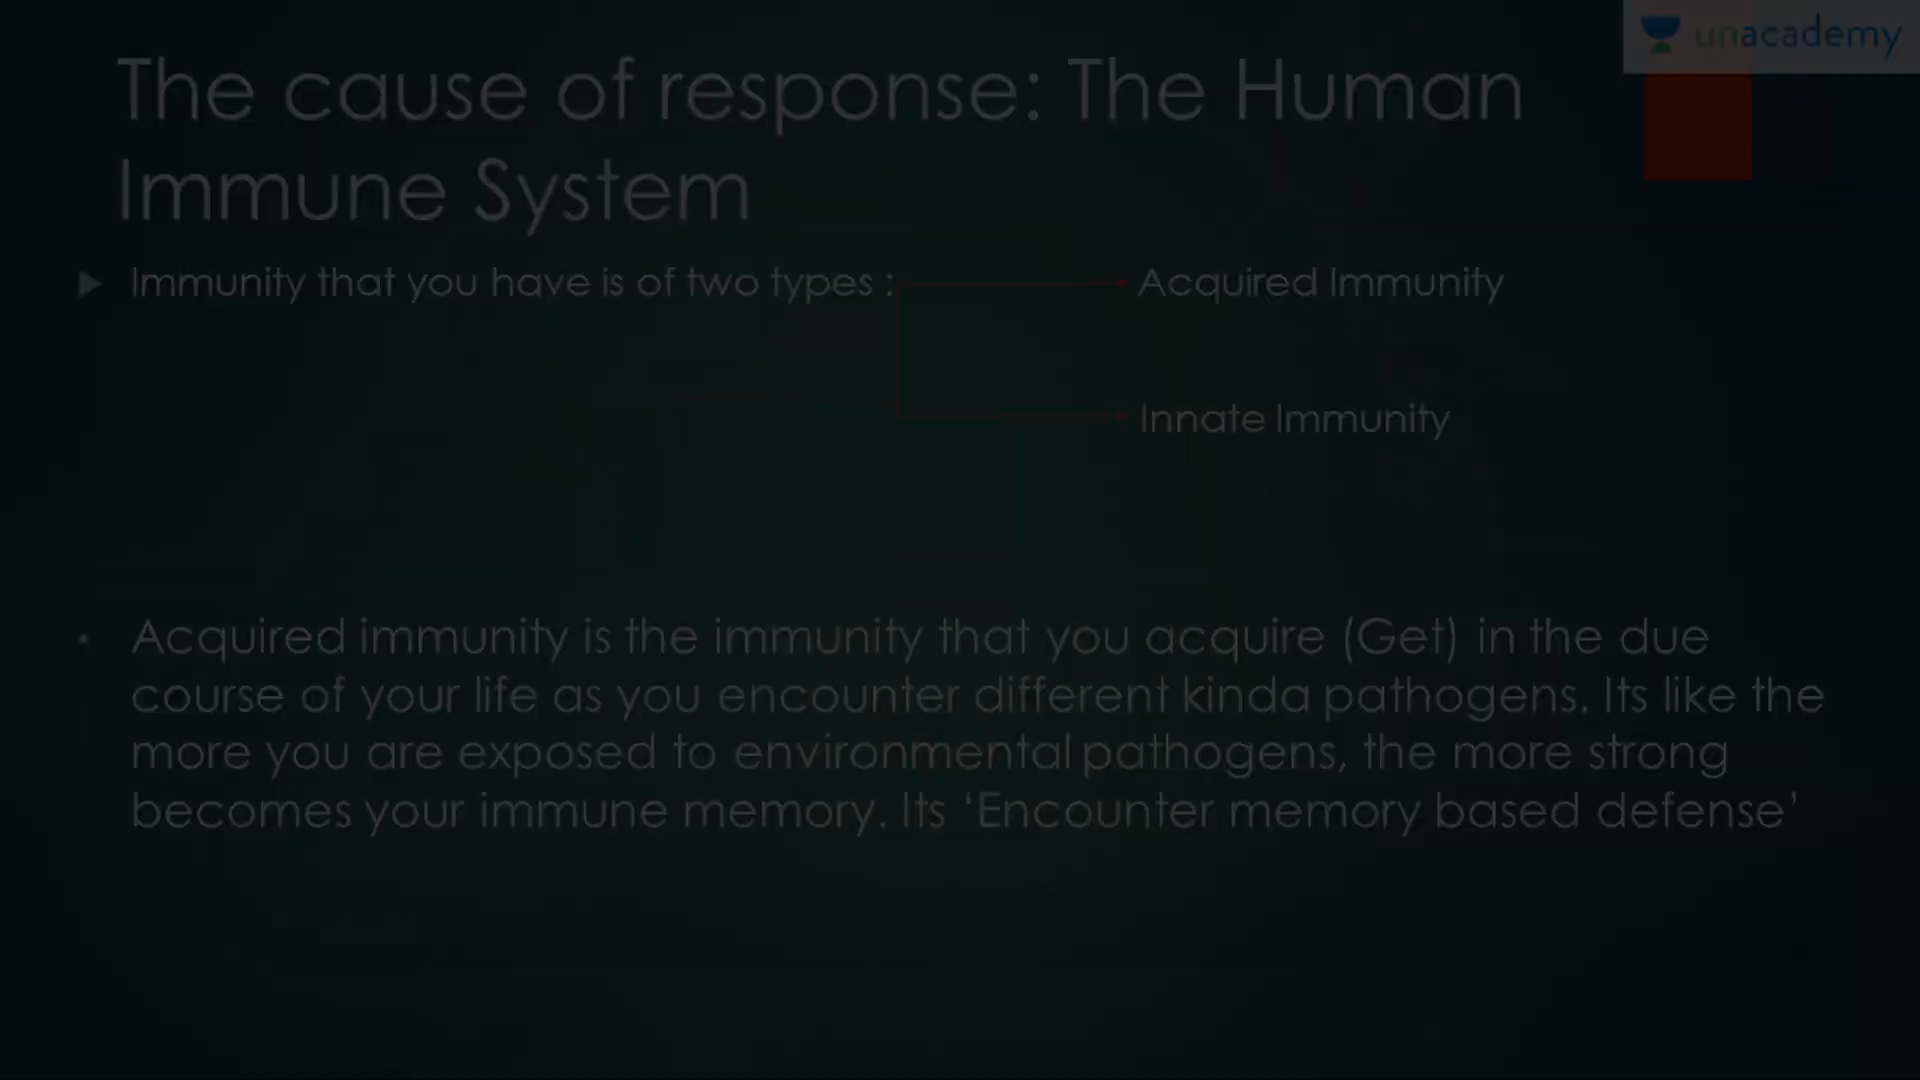 unacademy
The cause of response: The Human
Immune System
Immunity that you have is of two types :
Acquired Immunity
Innate Immunity
Acquired immunity is the immunity that you acquire (Get) in the due
course of your life as you encounter different kinda pathogens. Its like the
more you are exposed to environmental pathogens, the more strong
becomes your immune memory. Its ‘Encounter memory based defense’